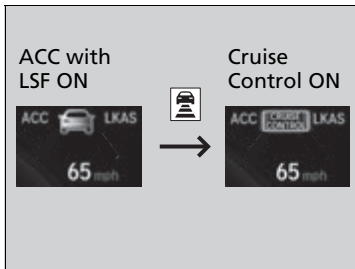 ACC with
LSF ON
Cruise
Control ON
ACC LKAS
65 mph
ACC CRUISE CONTROL LKAS
65 mph